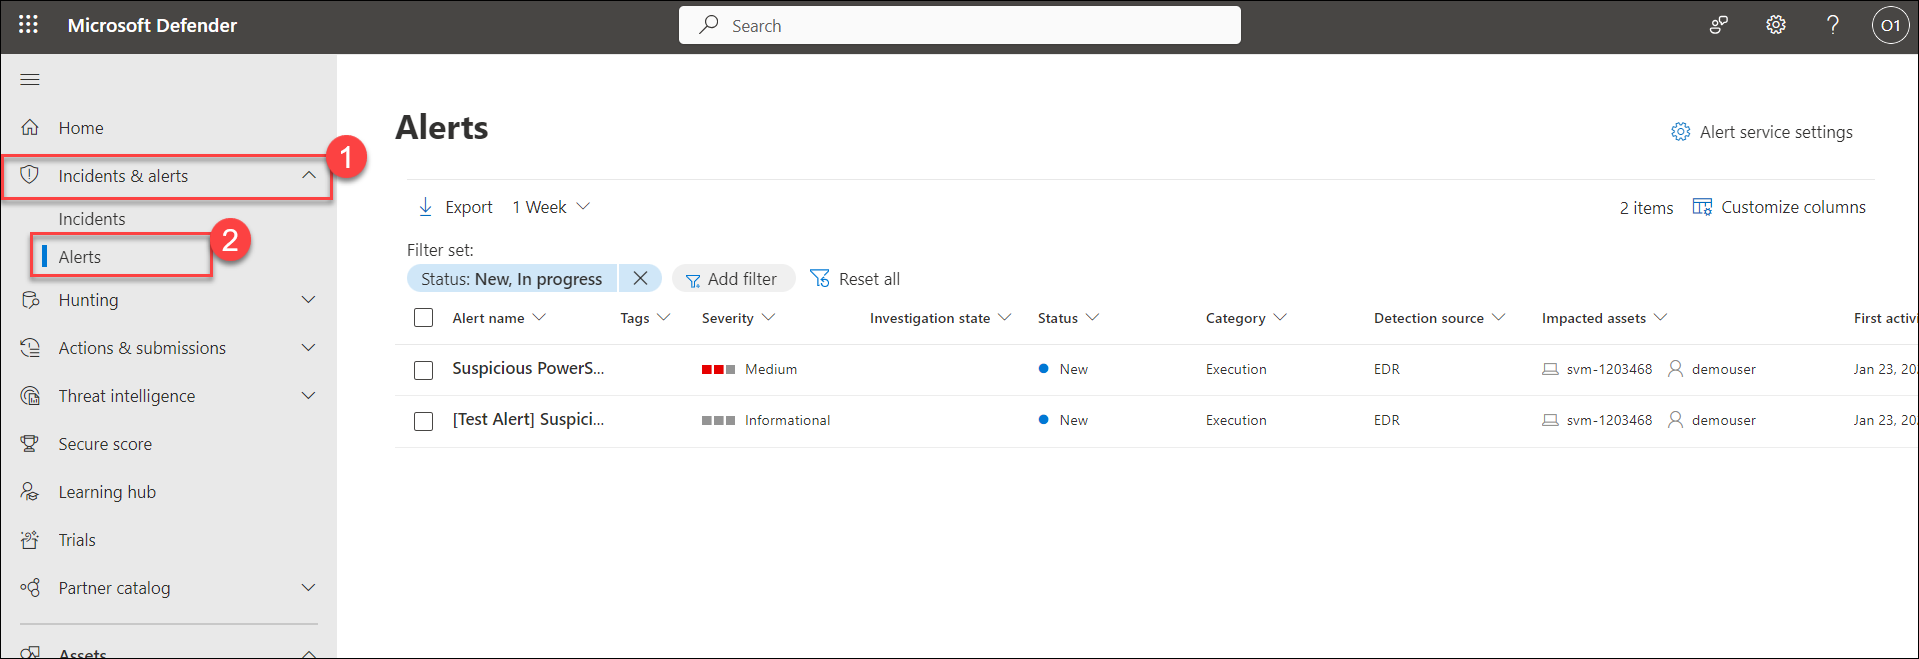 Microsoft Defender
Search
O1
Home
1
Incidents & alerts
Incidents
2
Alerts
Hunting
Actions & submissions
Threat intelligence
Secure score
Learning hub
Trials
Partner catalog
Assets
Alerts
Alert service settings
Export 1 Week
2 items Customize columns
Filter set:
Status: New, In progress Add filter Reset all
Alert name Tags Severity Investigation state Status Category Detection source Impacted assets First activi
Suspicious PowerS... Medium New Execution EDR svm-1203468 demouser Jan 23, 20
[Test Alert] Suspici... Informational New Execution EDR svm-1203468 demouser Jan 23, 20